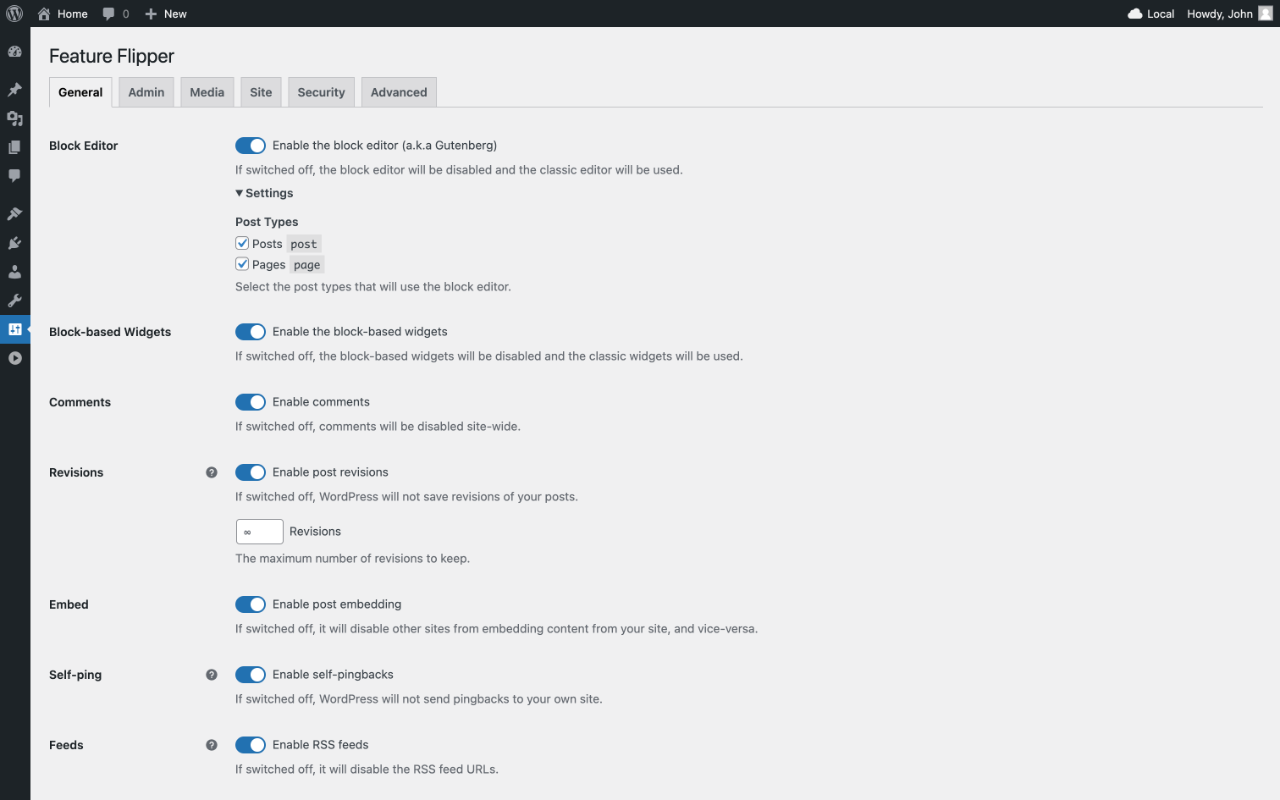 Home 0 New Local Howdy, John
Feature Flipper
General Admin Media Site Security Advanced
Block Editor Enable the block editor (a.k.a Gutenberg)
If switched off, the block editor will be disabled and the classic editor will be used.
▼Settings
Post Types
Posts post
Pages page
Select the post types that will use the block editor.
Block-based Widgets Enable the block-based widgets
If switched off, the block-based widgets will be disabled and the classic widgets will be used.
Comments Enable comments
If switched off, comments will be disabled site-wide.
Revisions ? Enable post revisions
If switched off, WordPress will not save revisions of your posts.
∞ Revisions
The maximum number of revisions to keep.
Embed Enable post embedding
If switched off, it will disable other sites from embedding content from your site, and vice-versa.
Self-ping ? Enable self-pingbacks
If switched off, WordPress will not send pingbacks to your own site.
Feeds ? Enable RSS feeds
If switched off, it will disable the RSS feed URLs.